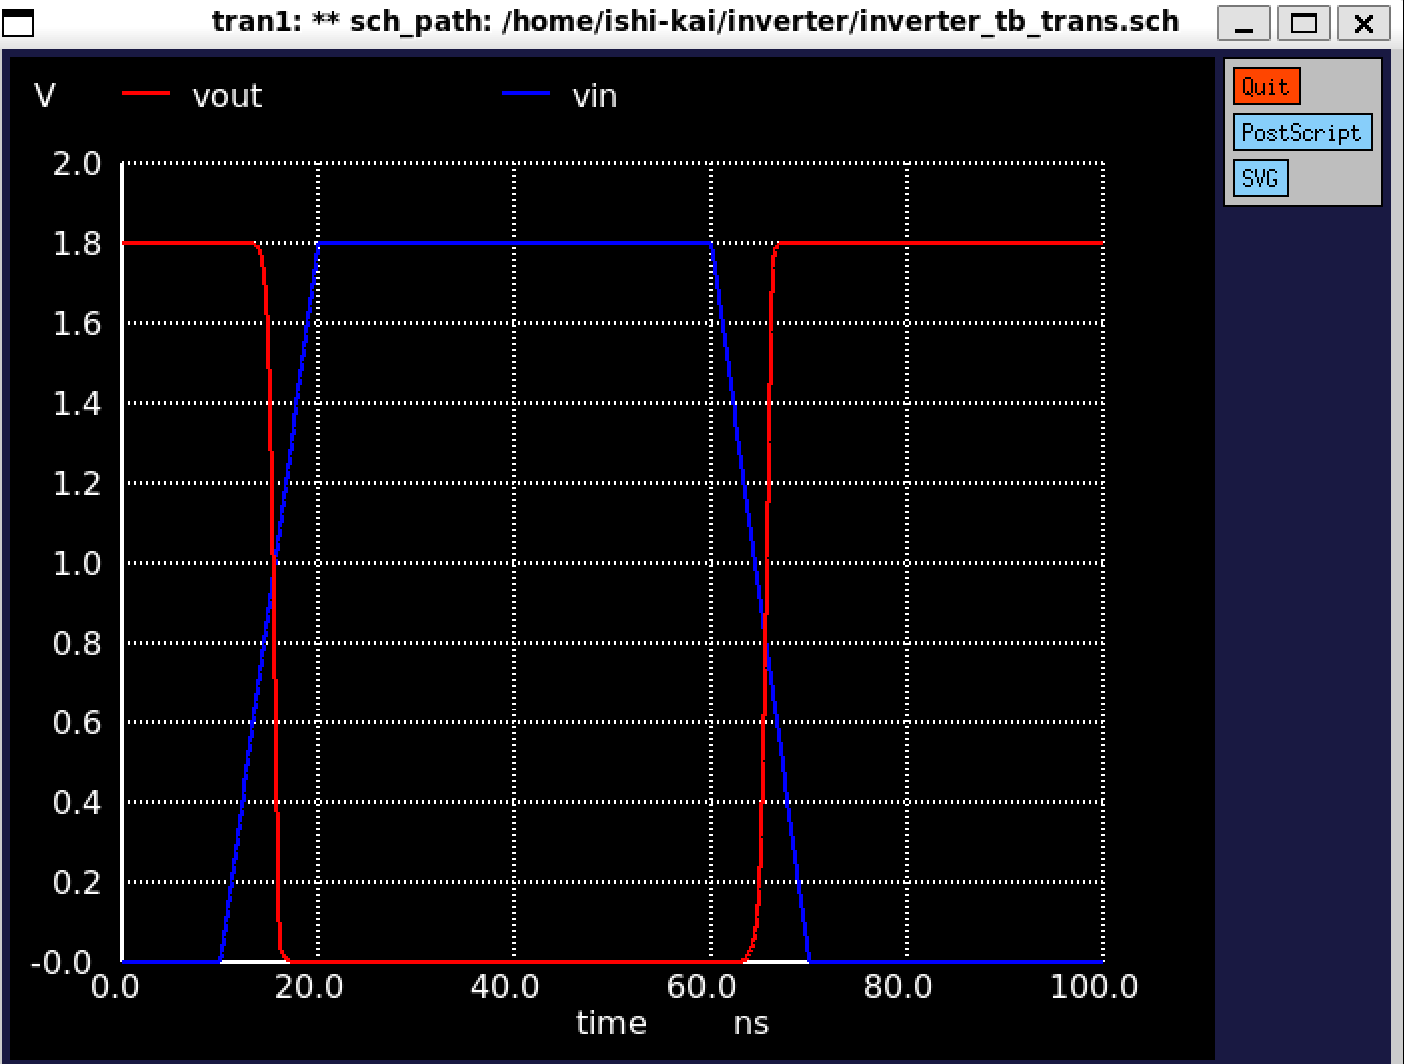 tran1: ** sch_path: /home/ishi-kai/inverter/inverter_tb_trans.sch
Quit
PostScript
SVG
V vout vin
2.0
1.8
1.6
1.4
1.2
1.0
0.8
0.6
0.4
0.2
-0.0
0.0 20.0 40.0 60.0 80.0 100.0
time ns